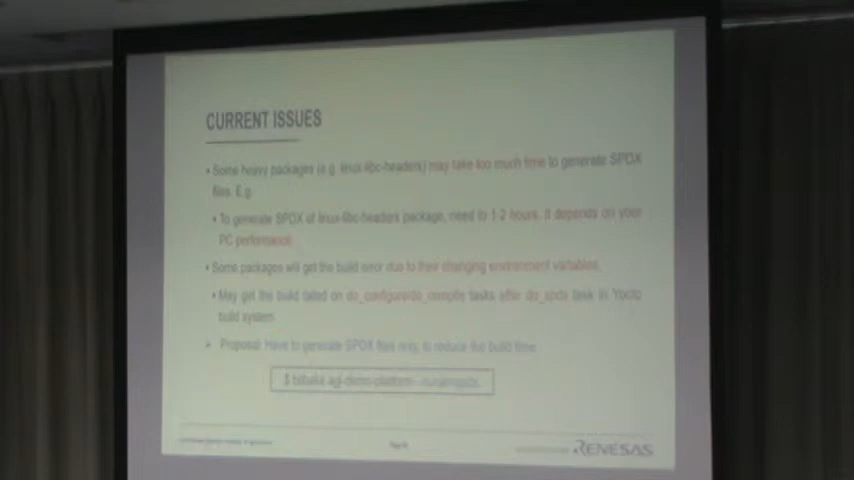 CURRENT ISSUES
• Some heavy packages (e.g. linux-libc-headers) may take too much time to generate SPDX
files. E.g.
• To generate SPDX of linux-libc-headers package, need to 1-2 hours. It depends on your
PC performance.
• Some packages will get the build error due to their changing environment variables.
• May get the build failed on do_configure/do_compile tasks after do_spdx task in Yocto
build system
➢ Proposal: Have to generate SPDX files only, to reduce the build time.
$ bitbake agl-demo-platform
RENESAS